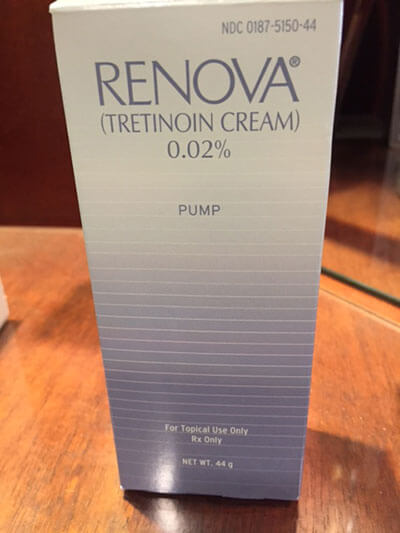 NDC 0187-5150-44
RENOVA®
(TRETINOIN CREAM)
0.02%
PUMP
For Topical Use Only
Rx Only
NET WT. 44 g